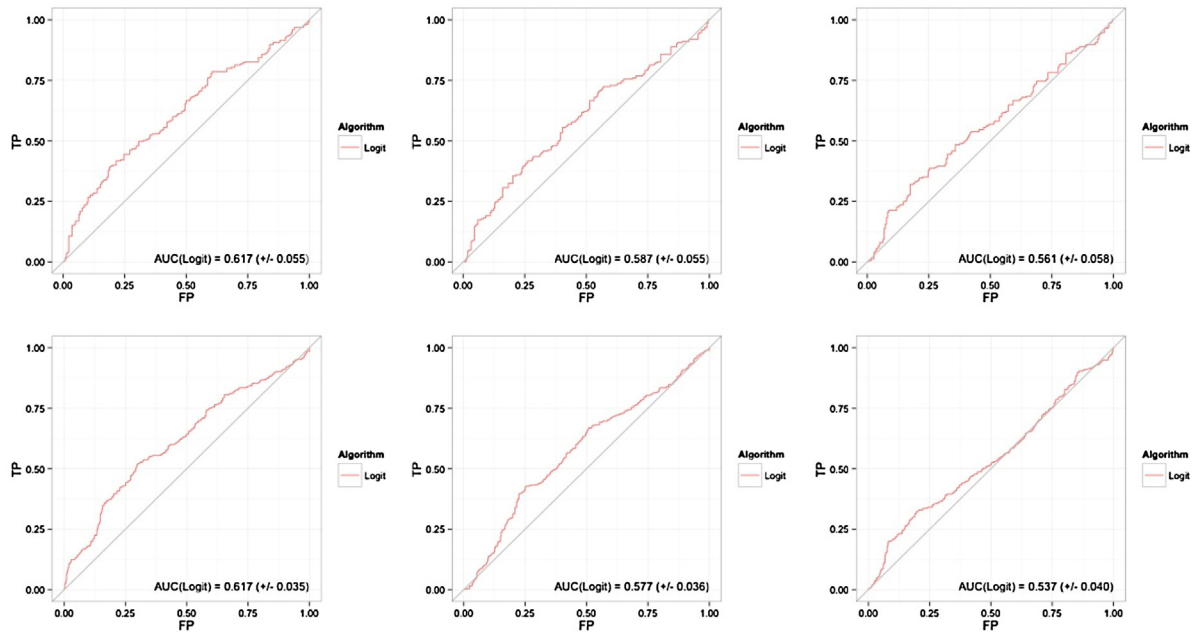 1.00
0.75
0.50
0.25
0.00
TP
AUC(Logit) = 0.617 (+/- 0.055)
0.00 0.25 0.50 0.75 1.00
FP
Algorithm
Logit
1.00
0.75
0.50
0.25
0.00
TP
AUC(Logit) = 0.587 (+/- 0.055)
0.00 0.25 0.50 0.75 1.00
FP
Algorithm
Logit
1.00
0.75
0.50
0.25
0.00
TP
AUC(Logit) = 0.561 (+/- 0.058)
0.00 0.25 0.50 0.75 1.00
FP
Algorithm
Logit
1.00
0.75
0.50
0.25
0.00
TP
AUC(Logit) = 0.617 (+/- 0.035)
0.00 0.25 0.50 0.75 1.00
FP
Algorithm
Logit
1.00
0.75
0.50
0.25
0.00
TP
AUC(Logit) = 0.577 (+/- 0.036)
0.00 0.25 0.50 0.75 1.00
FP
Algorithm
Logit
1.00
0.75
0.50
0.25
0.00
TP
AUC(Logit) = 0.537 (+/- 0.040)
0.00 0.25 0.50 0.75 1.00
FP
Algorithm
Logit